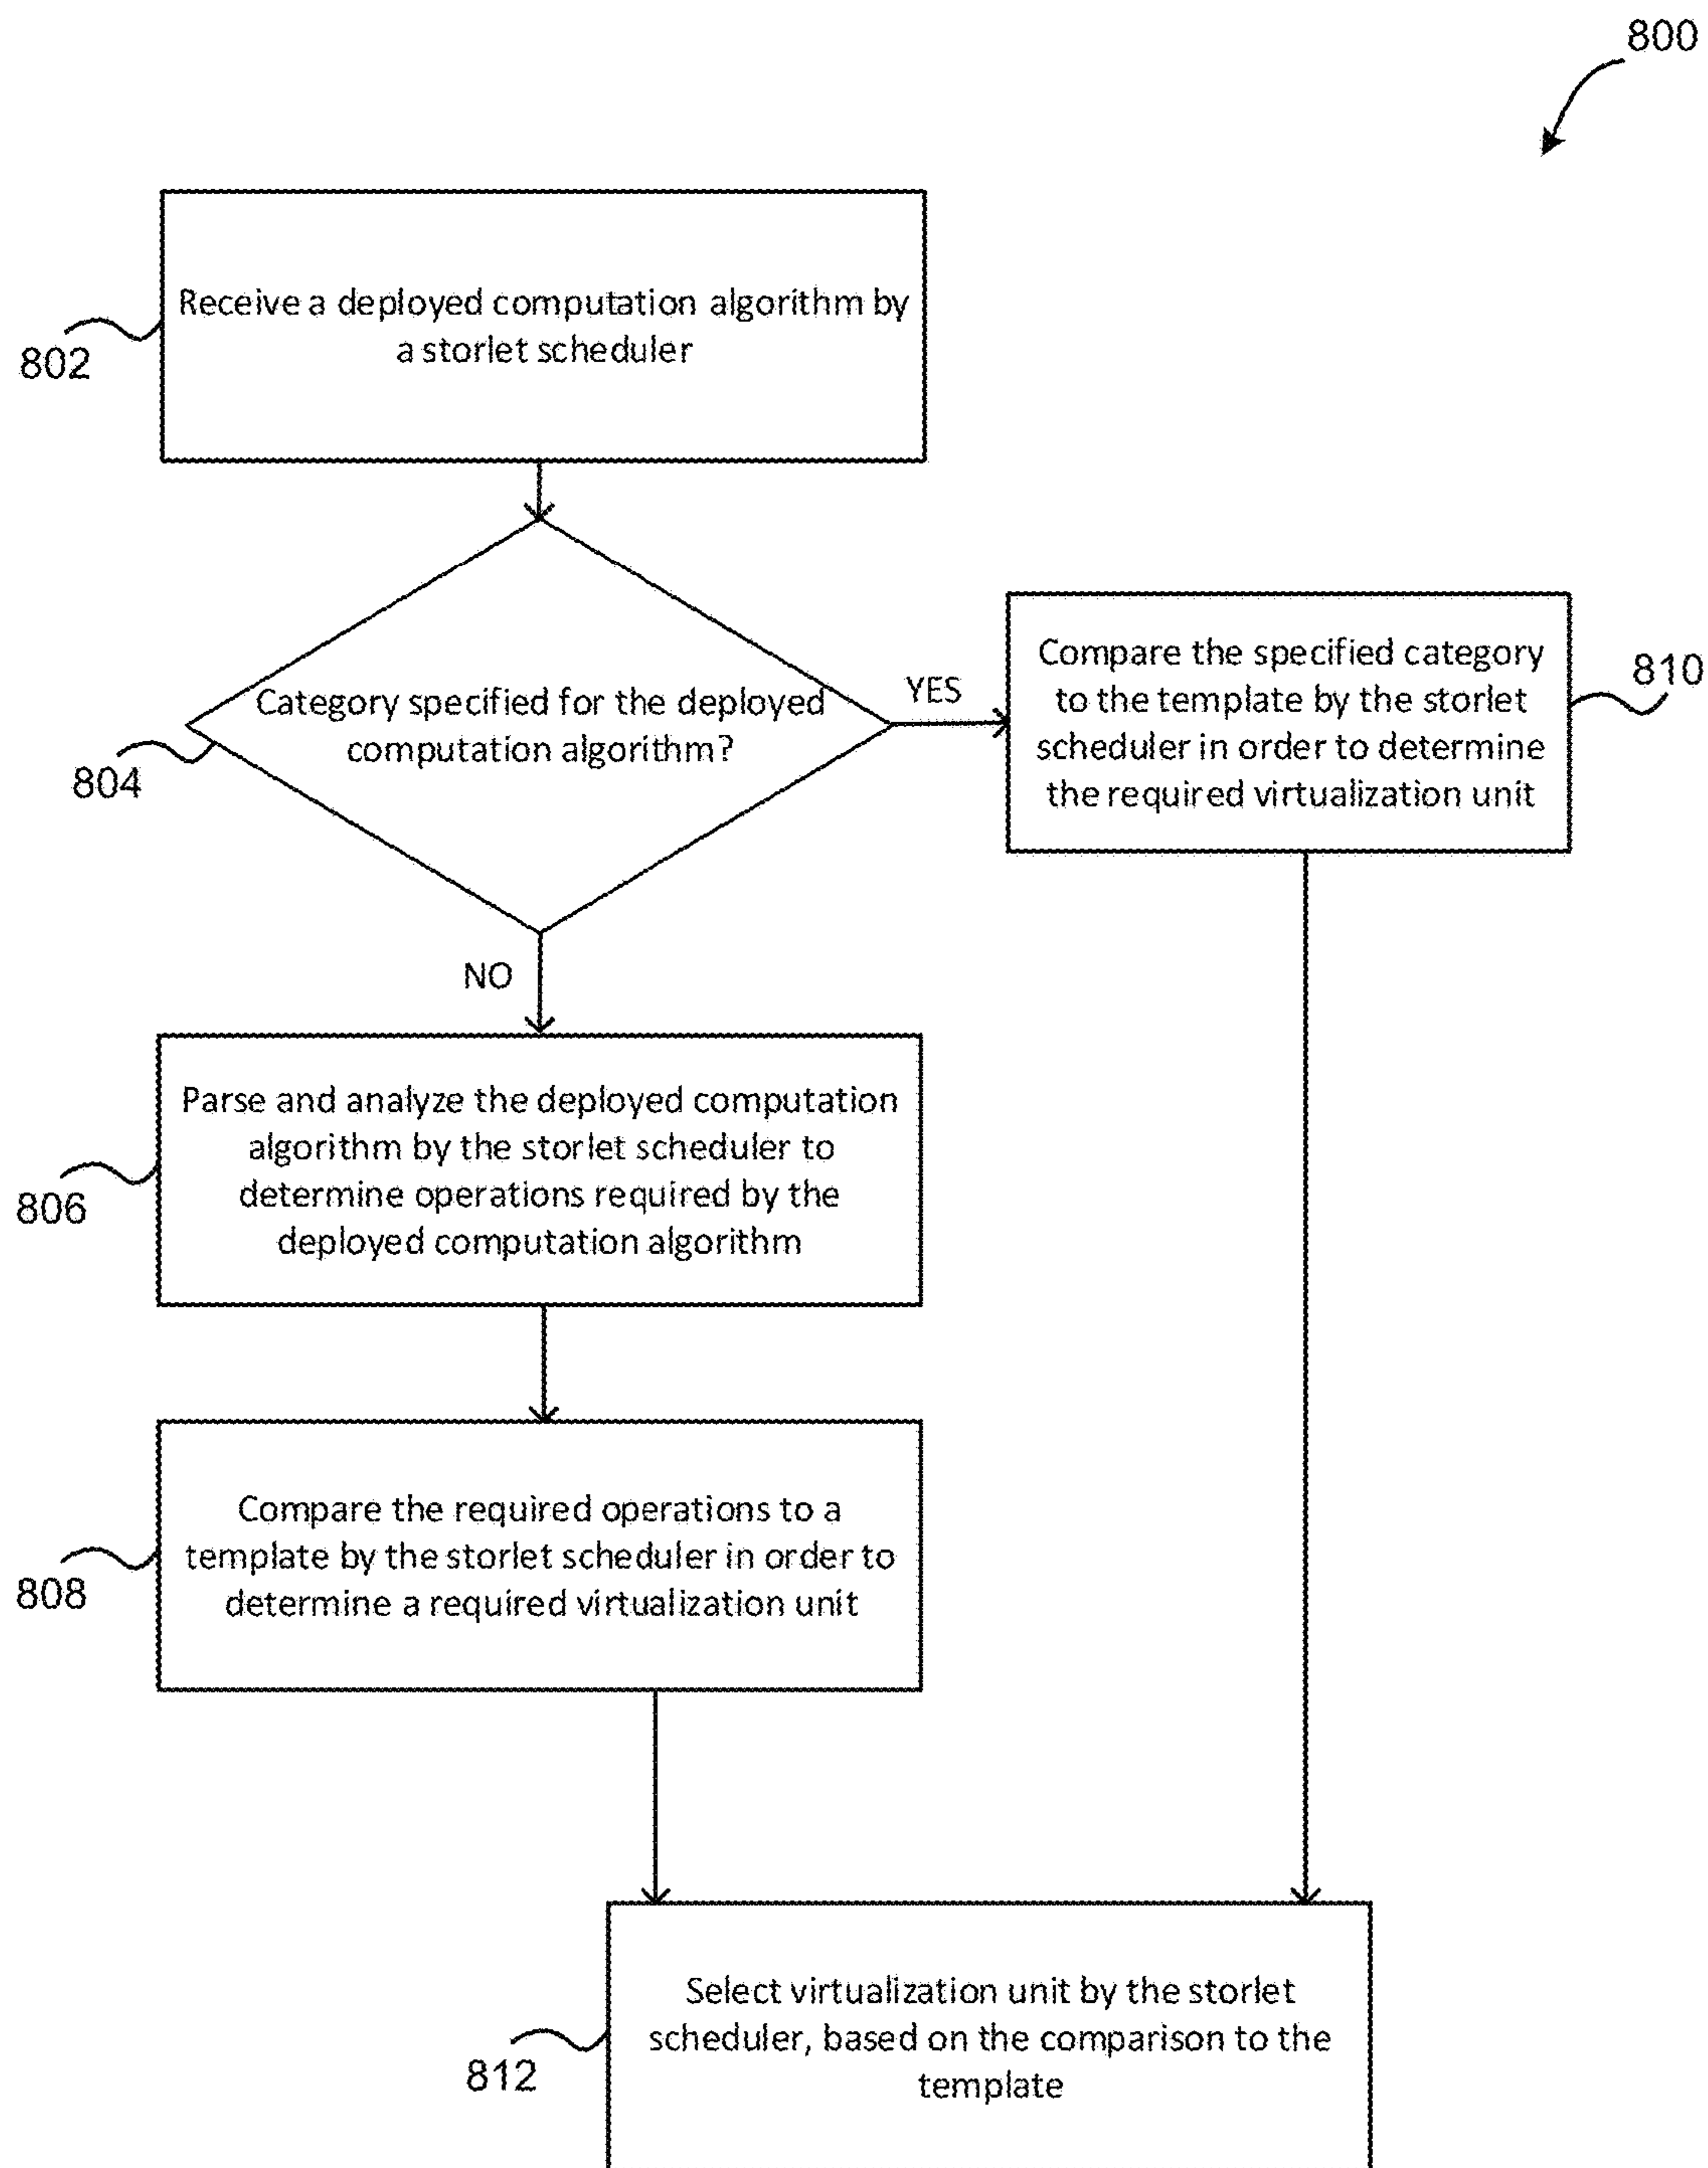 800
Receive a deployed computation algorithm by
a storlet scheduler
802
Category specified for the deployed
computation algorithm?
804
YES
Compare the specified category
to the template by the storlet
scheduler in order to determine
the required virtualization unit
810
NO
Parse and analyze the deployed computation
algorithm by the storlet scheduler to
determine operations required by the
deployed computation algorithm
806
Compare the required operations to a
template by the storlet scheduler in order to
determine a required virtualization unit
808
Select virtualization unit by the storlet
scheduler, based on the comparison to the
template
812